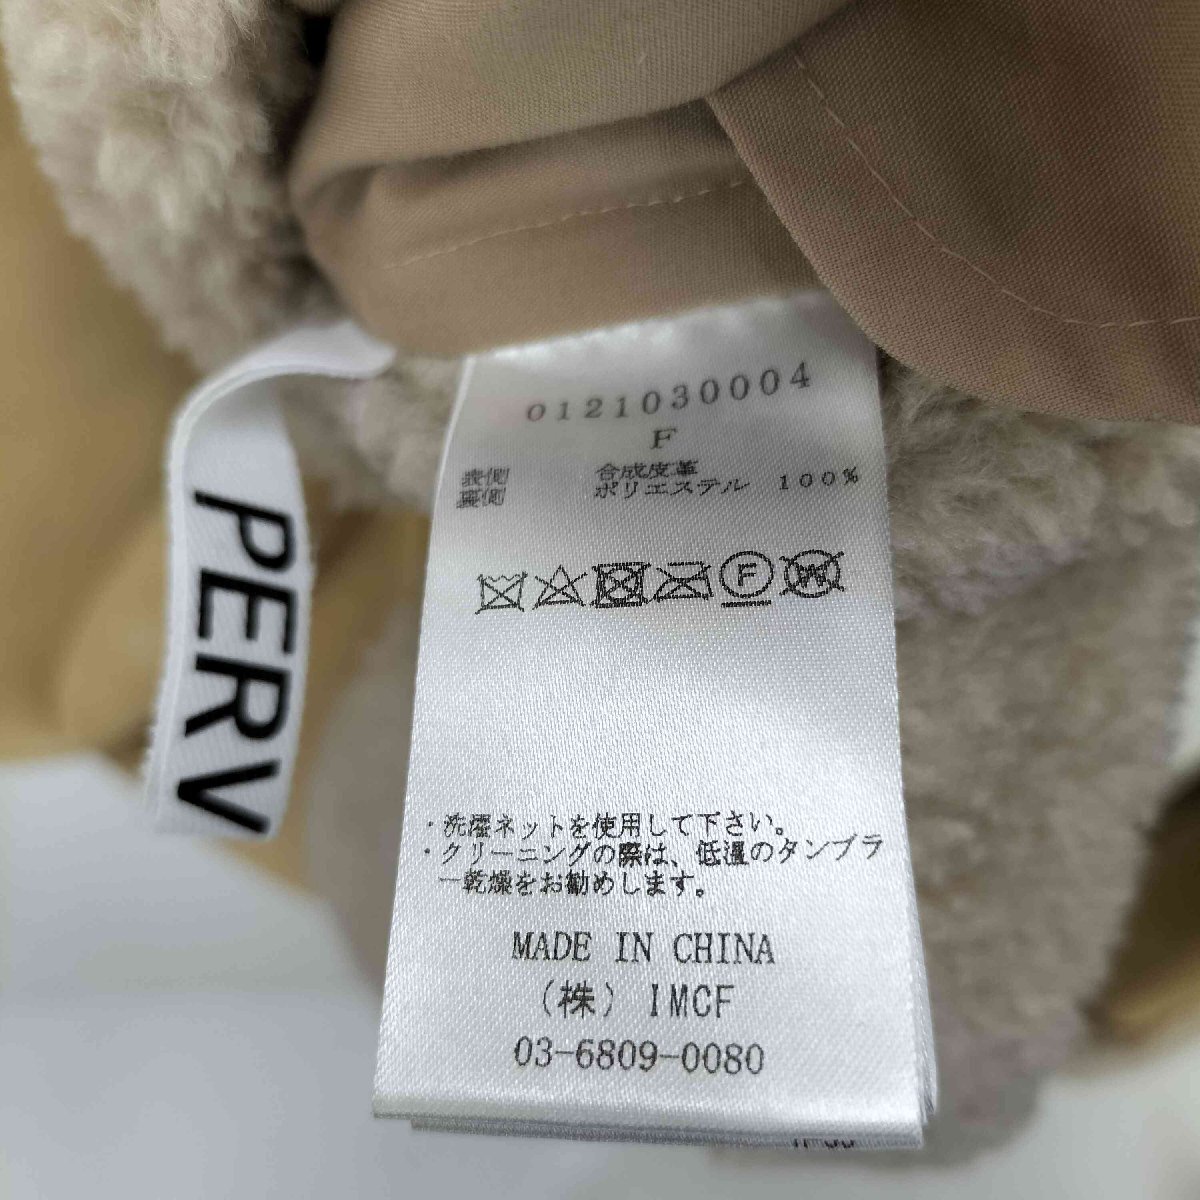 PERV
0121030004
F
表側 合成皮革
裏側 ポリエステル 100%
F
W
・洗濯ネットを使用して下さい。
・クリーニングの際は、低温のタンブラ
ー乾燥をお勧めします。
MADE IN CHINA
(株) IMCF
03-6809-0080